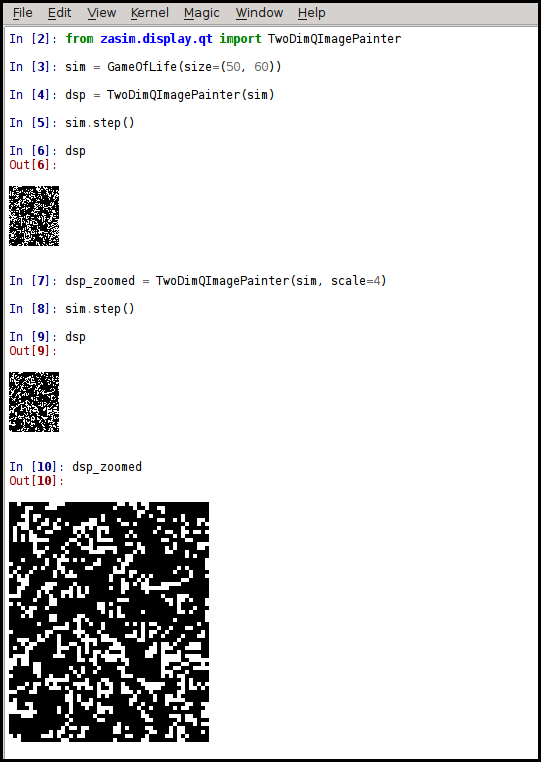 File Edit View Kernel Magic Window Help
In [2]: from zasim.display.qt import TwoDimQImagePainter
In [3]: sim = GameOfLife(size=(50, 60))
In [4]: dsp = TwoDimQImagePainter(sim)
In [5]: sim.step()
In [6]: dsp
Out[6]:
In [7]: dsp_zoomed = TwoDimQImagePainter(sim, scale=4)
In [8]: sim.step()
In [9]: dsp
Out[9]:
In [10]: dsp_zoomed
Out[10]: